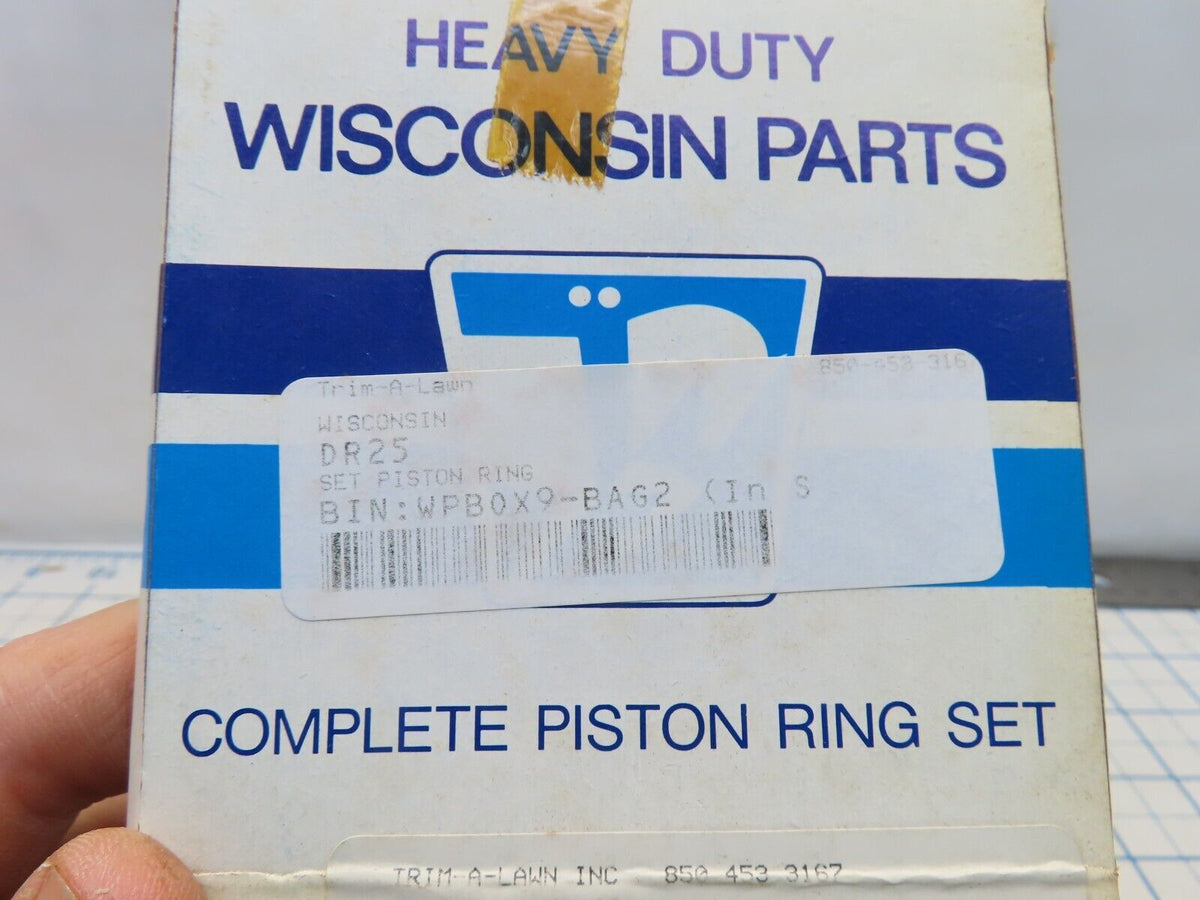 HEAVY DUTY
WISCONSIN PARTS
Trim-A-Lawn 850-453-316
WISCONSIN
DR25
SET PISTON RING
BIN:WPBOX9-BAG2 (In S
COMPLETE PISTON RING SET
TRIM-A-LAWN INC 850 453 3167